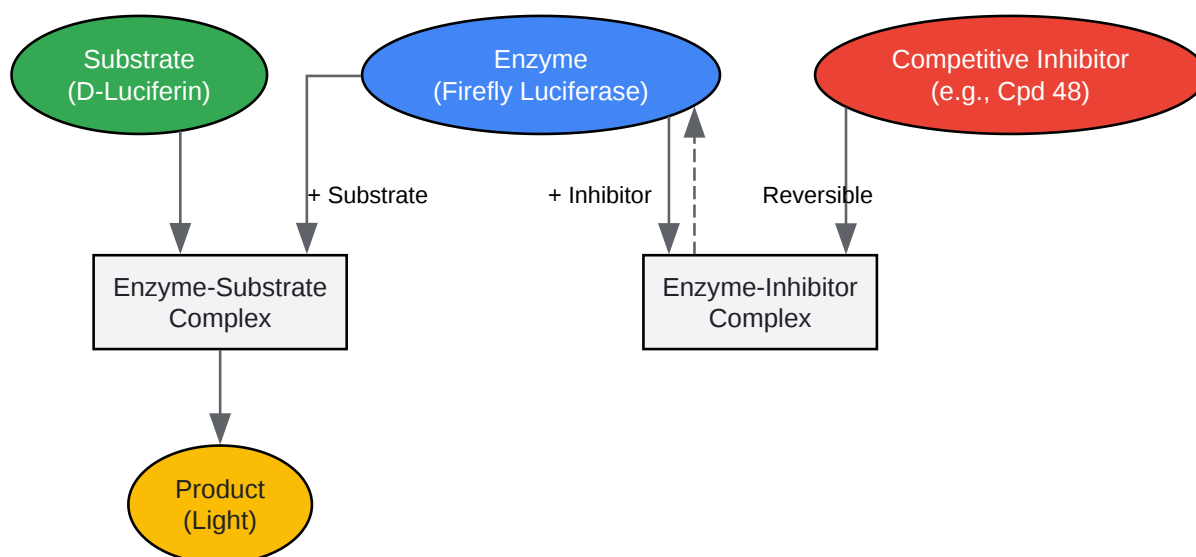 Substrate
(D-Luciferin)
Enzyme
(Firefly Luciferase)
Competitive Inhibitor
(e.g., Cpd 48)
+ Substrate
+ Inhibitor
Reversible
Enzyme-Substrate
Complex
Enzyme-Inhibitor
Complex
Product
(Light)